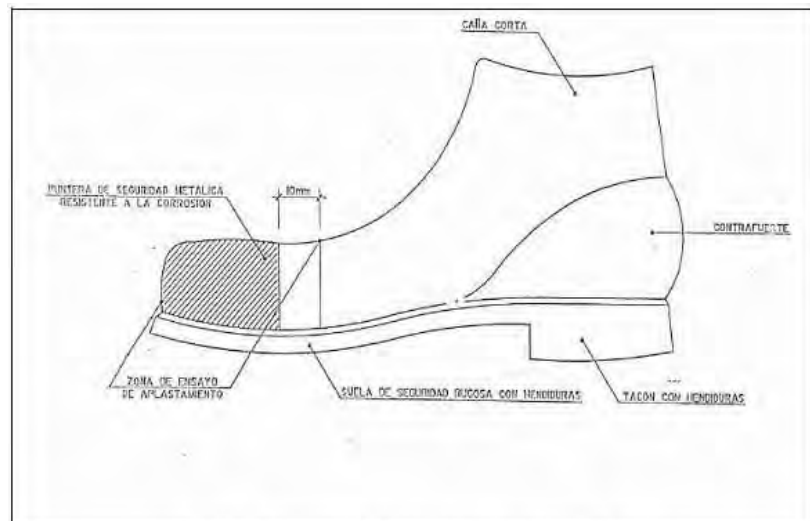 CAÑA CORTA
PUNTERA DE SEGURIDAD METALICA
RESISTENTE A LA CORROSION
10mm
CONTRAFUERTE
ZONA DE ENSAYO
DE APLASTAMIENTO
SUELA DE SEGURIDAD RUGOSA CON HENDIDURAS
TACON CON HENDIDURAS